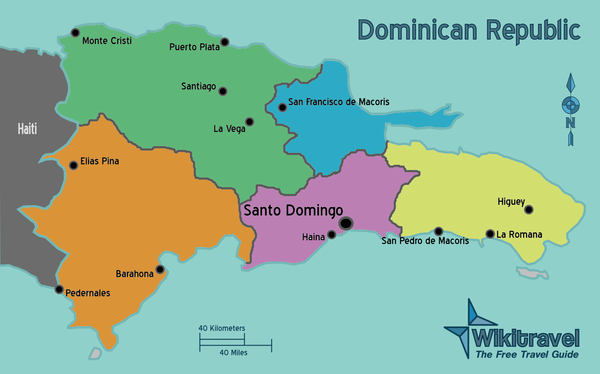 Dominican Republic
Monte Cristi
Puerto Plata
Santiago
San Francisco de Macoris
La Vega
Haiti
N
Elias Pina
Santo Domingo
Higuey
Haina
San Pedro de Macoris
La Romana
Barahona
Pedernales
40 Kilometers
40 Miles
Wikitravel
The Free Travel Guide